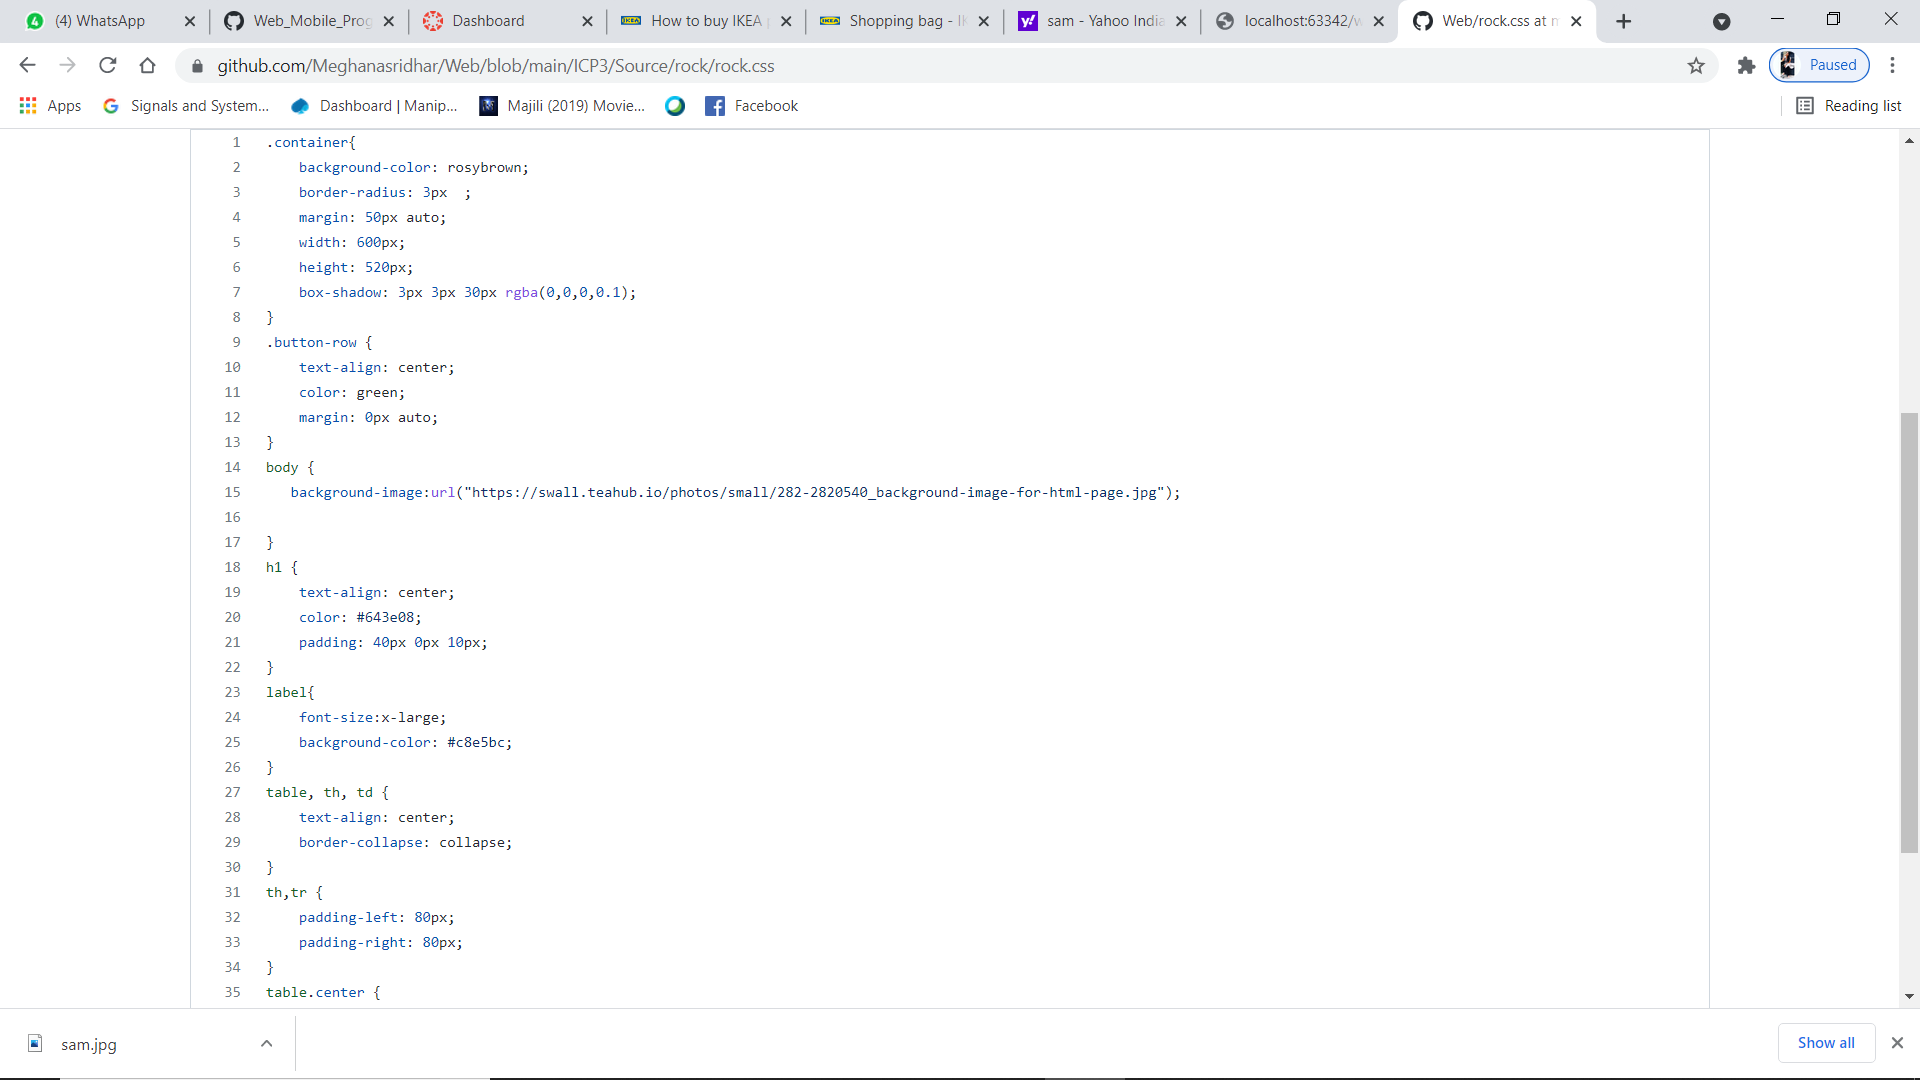 (4) WhatsApp
Web_Mobile_Prog
Dashboard
How to buy IKEA
Shopping bag - IK
sam - Yahoo India
localhost:63342/w
Web/rock.css at m
github.com/Meghanasridhar/Web/blob/main/ICP3/Source/rock/rock.css
Paused
Apps
Signals and System...
Dashboard | Manip...
Majili (2019) Movie...
Facebook
Reading list
1 .container{
2 background-color: rosybrown;
3 border-radius: 3px ;
4 margin: 50px auto;
5 width: 600px;
6 height: 520px;
7 box-shadow: 3px 3px 30px rgba(0,0,0,0.1);
8 }
9 .button-row {
10 text-align: center;
11 color: green;
12 margin: 0px auto;
13 }
14 body {
15 background-image:url("https://swall.teahub.io/photos/small/282-2820540_background-image-for-html-page.jpg");
16
17 }
18 h1 {
19 text-align: center;
20 color: #643e08;
21 padding: 40px 0px 10px;
22 }
23 label{
24 font-size:x-large;
25 background-color: #c8e5bc;
26 }
27 table, th, td {
28 text-align: center;
29 border-collapse: collapse;
30 }
31 th,tr {
32 padding-left: 80px;
33 padding-right: 80px;
34 }
35 table.center {
sam.jpg
Show all